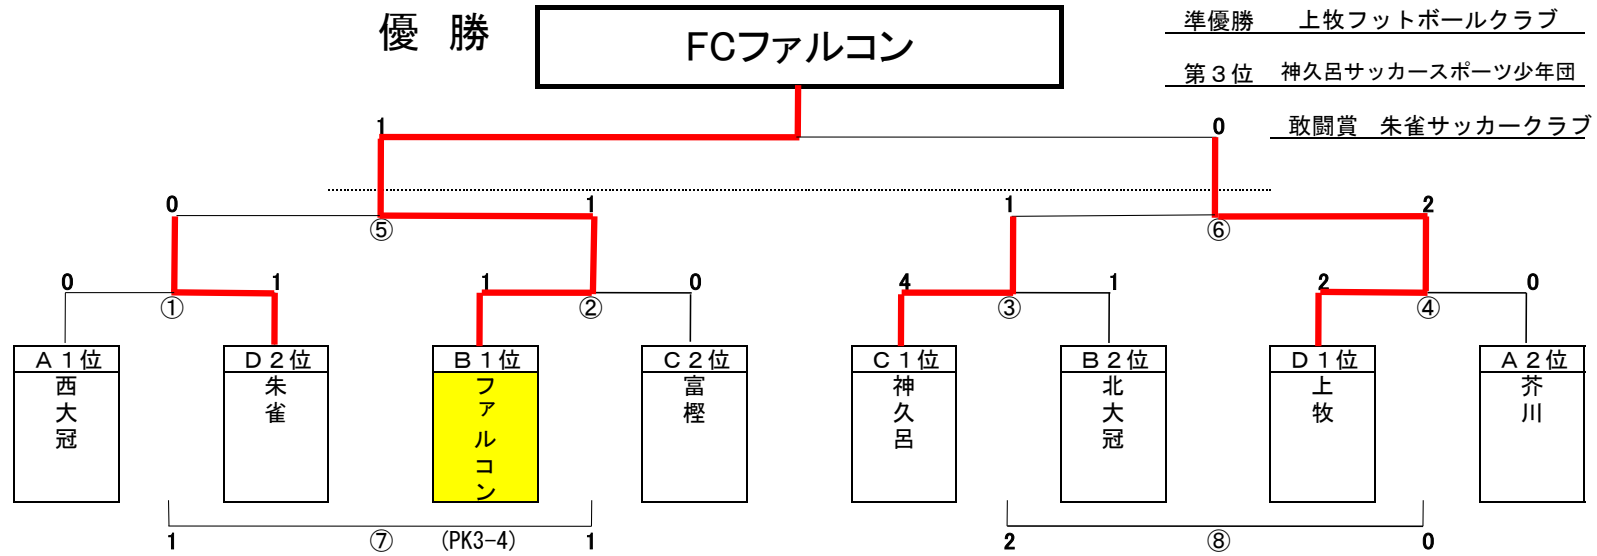 優　勝
FCファルコン
準優勝　上牧フットボールクラブ
第３位　神久呂サッカースポーツ少年団
敢闘賞　朱雀サッカークラブ
1
0
0
1
1
2
⑤
⑥
0
1
1
0
4
1
2
0
①
②
③
④
Ａ１位
Ｄ２位
Ｂ１位
Ｃ２位
Ｃ１位
Ｂ２位
Ｄ１位
Ａ２位
西大冠
朱雀
ファルコン
富樫
神久呂
北大冠
上牧
芥川
1 ⑦ (PK3-4) 1
2 ⑧ 0